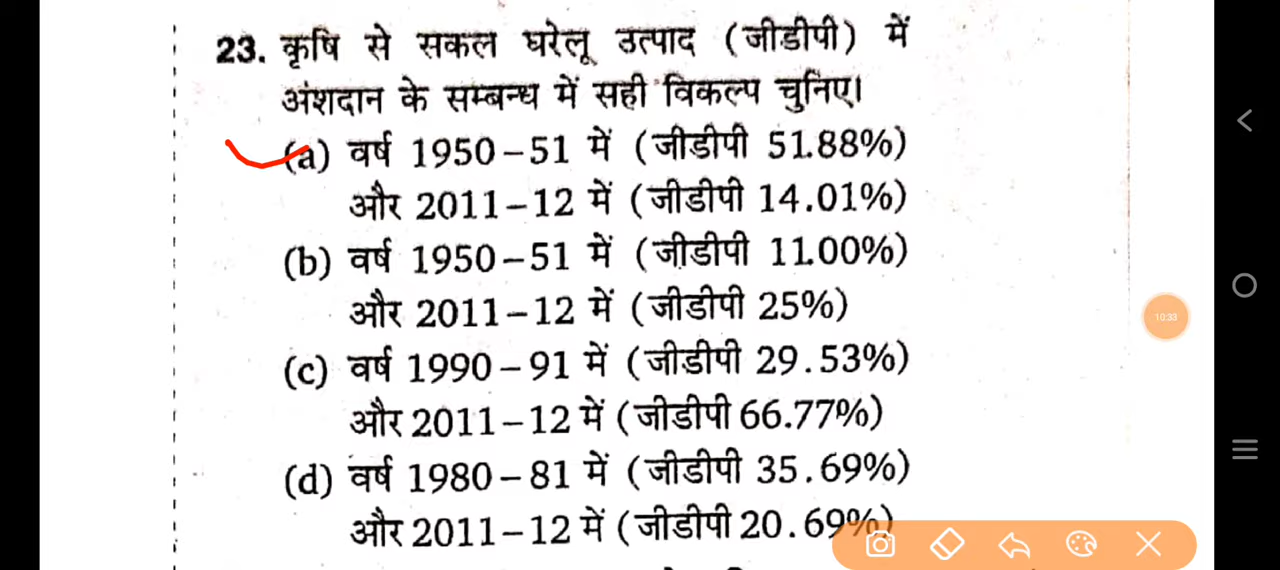 23. कृषि से सकल घरेलू उत्पाद (जीडीपी) में
अंशदान के सम्बन्ध में सही विकल्प चुनिए।
(a) वर्ष 1950-51 में (जीडीपी 51.88%)
और 2011-12 में (जीडीपी 14.01%)
(b) वर्ष 1950-51 में (जीडीपी 11.00%)
और 2011-12 में (जीडीपी 25%)
(c) वर्ष 1990-91 में (जीडीपी 29.53%)
और 2011-12 में (जीडीपी 66.77%)
(d) वर्ष 1980-81 में (जीडीपी 35.69%)
और 2011-12 में (जीडीपी 20.69%)
10:33